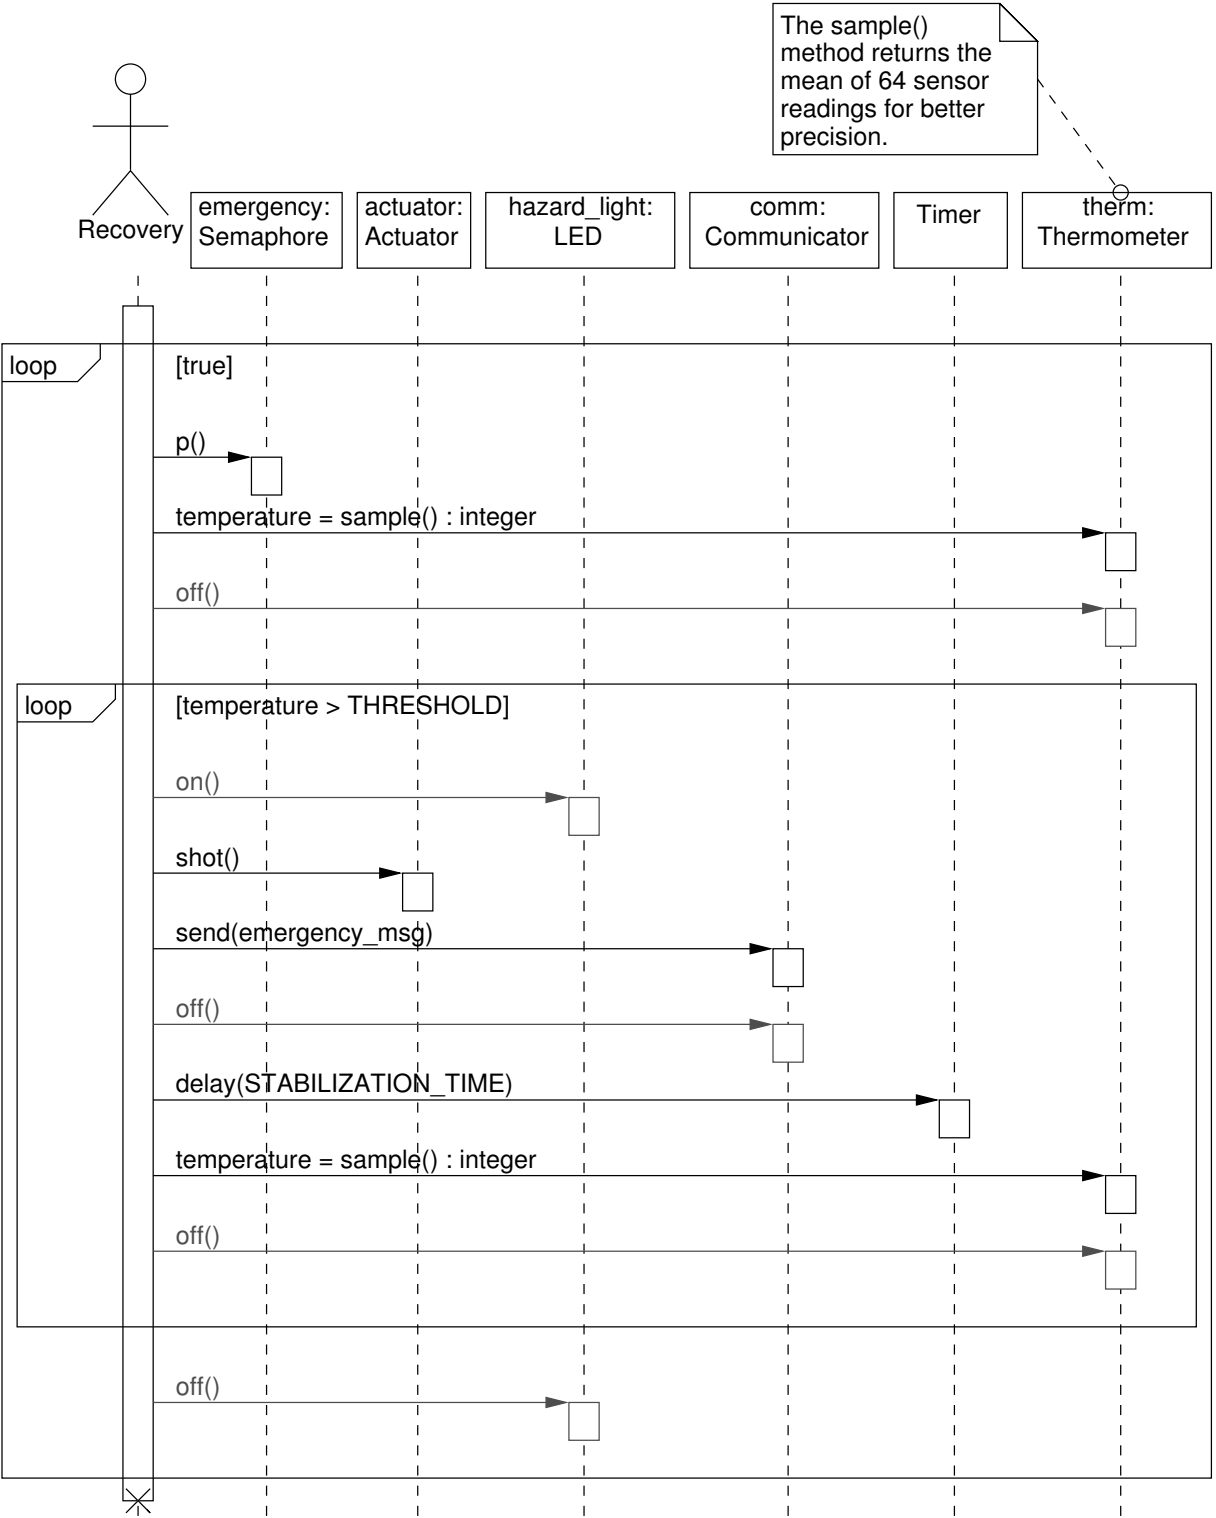 The sample()
method returns the
mean of 64 sensor
readings for better
precision.
Recovery
emergency:
Semaphore
actuator:
Actuator
hazard_light:
LED
comm:
Communicator
Timer
therm:
Thermometer
loop
[true]
p()
temperature = sample() : integer
off()
loop
[temperature > THRESHOLD]
on()
shot()
send(emergency_msg)
off()
delay(STABILIZATION_TIME)
temperature = sample() : integer
off()
off()